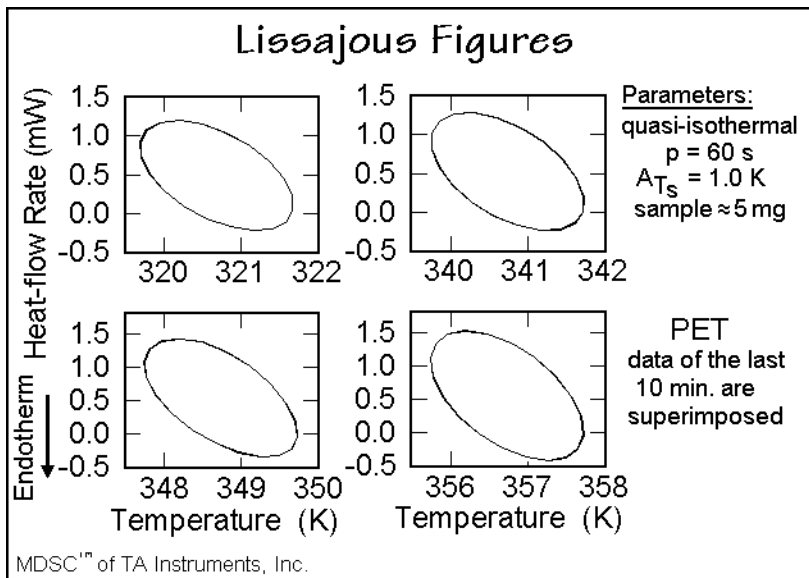 Lissajous Figures
Heat-flow Rate (mW)
Endotherm
1.5
1.0
0.5
0.0
-0.5
320 321 322
1.5
1.0
0.5
0.0
-0.5
340 341 342
Parameters:
quasi-isothermal
p = 60 s
ATs = 1.0 K
sample ≈ 5 mg
1.5
1.0
0.5
0.0
-0.5
348 349 350
Temperature (K)
1.5
1.0
0.5
0.0
-0.5
356 357 358
Temperature (K)
PET
data of the last
10 min. are
superimposed
MDSC™ of TA Instruments, Inc.